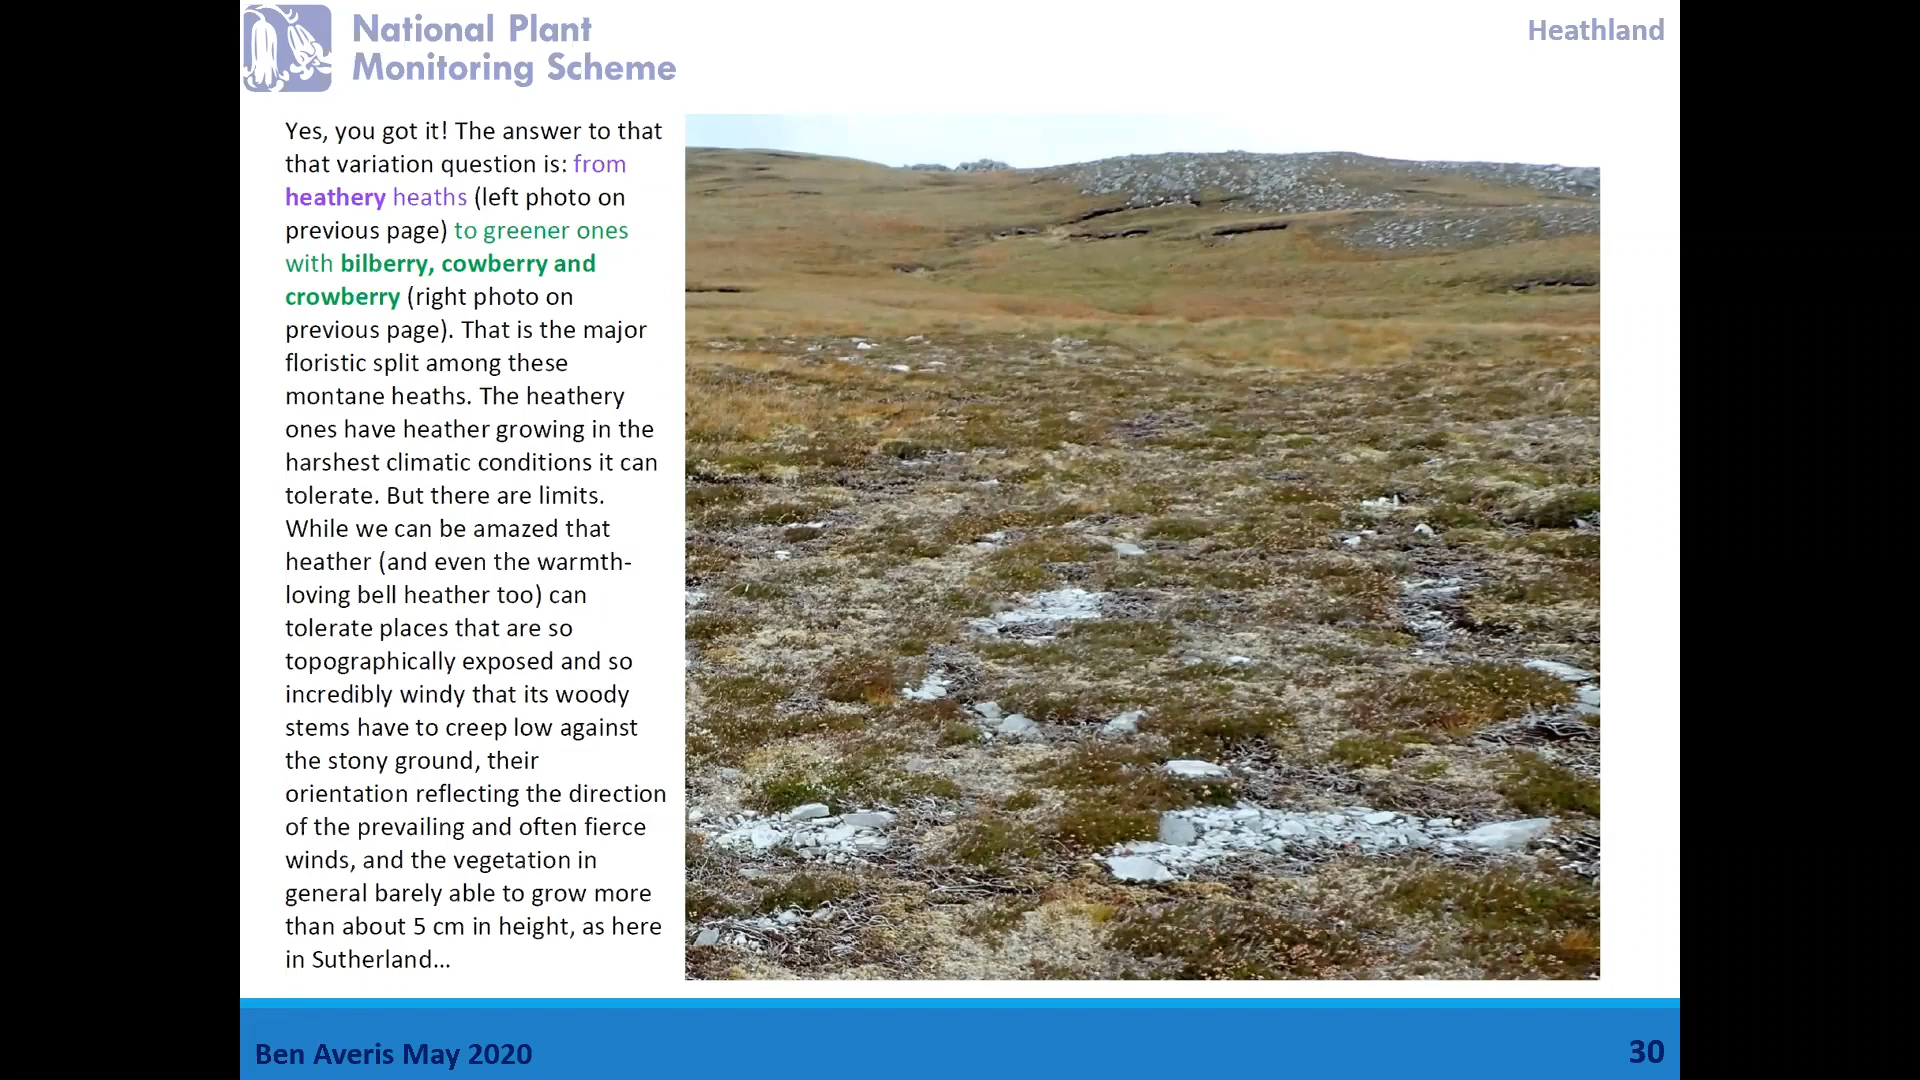 National Plant
Monitoring Scheme
Heathland
Yes, you got it! The answer to that
that variation question is: from
heathery heaths (left photo on
previous page) to greener ones
with bilberry, cowberry and
crowberry (right photo on
previous page). That is the major
floristic split among these
montane heaths. The heathery
ones have heather growing in the
harshest climatic conditions it can
tolerate. But there are limits.
While we can be amazed that
heather (and even the warmth-
loving bell heather too) can
tolerate places that are so
topographically exposed and so
incredibly windy that its woody
stems have to creep low against
the stony ground, their
orientation reflecting the direction
of the prevailing and often fierce
winds, and the vegetation in
general barely able to grow more
than about 5 cm in height, as here
in Sutherland...
Ben Averis May 2020
30